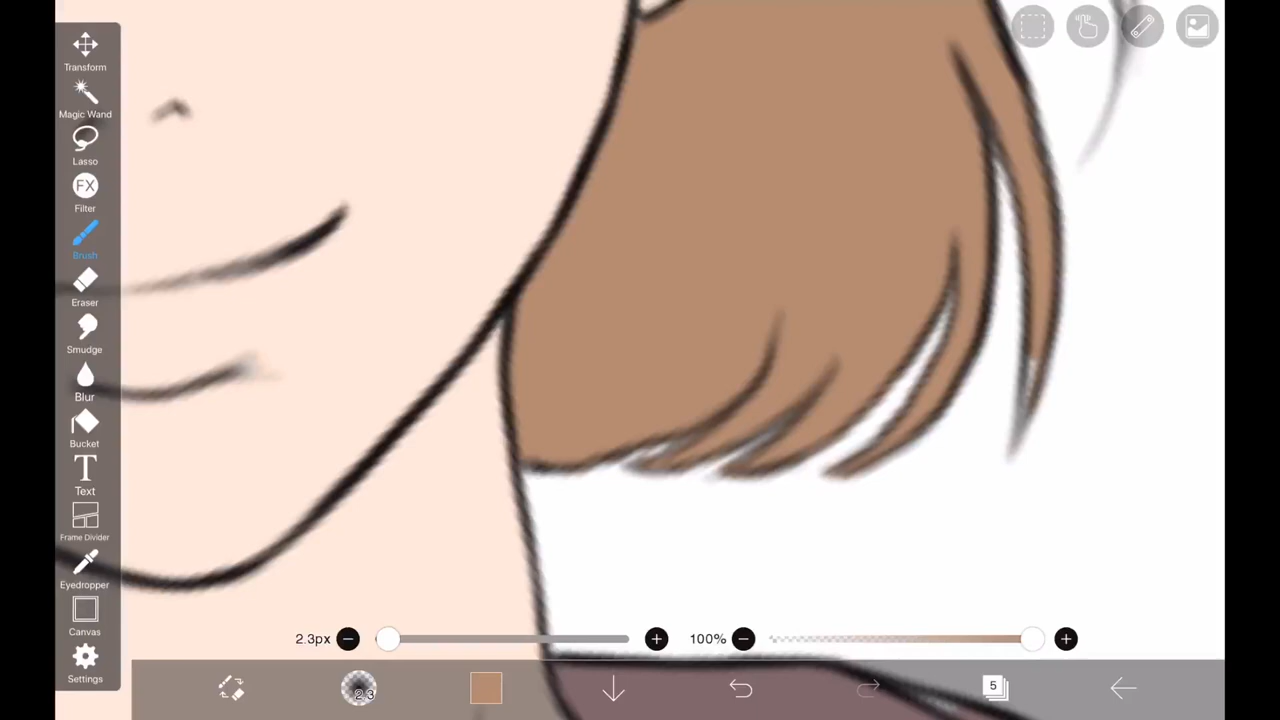 Transform
Magic Wand
Lasso
FX
Filter
Brush
Eraser
Smudge
Blur
Bucket
T
Text
Frame Divider
Eyedropper
Canvas
Settings
2.3px
100%
2.3
5